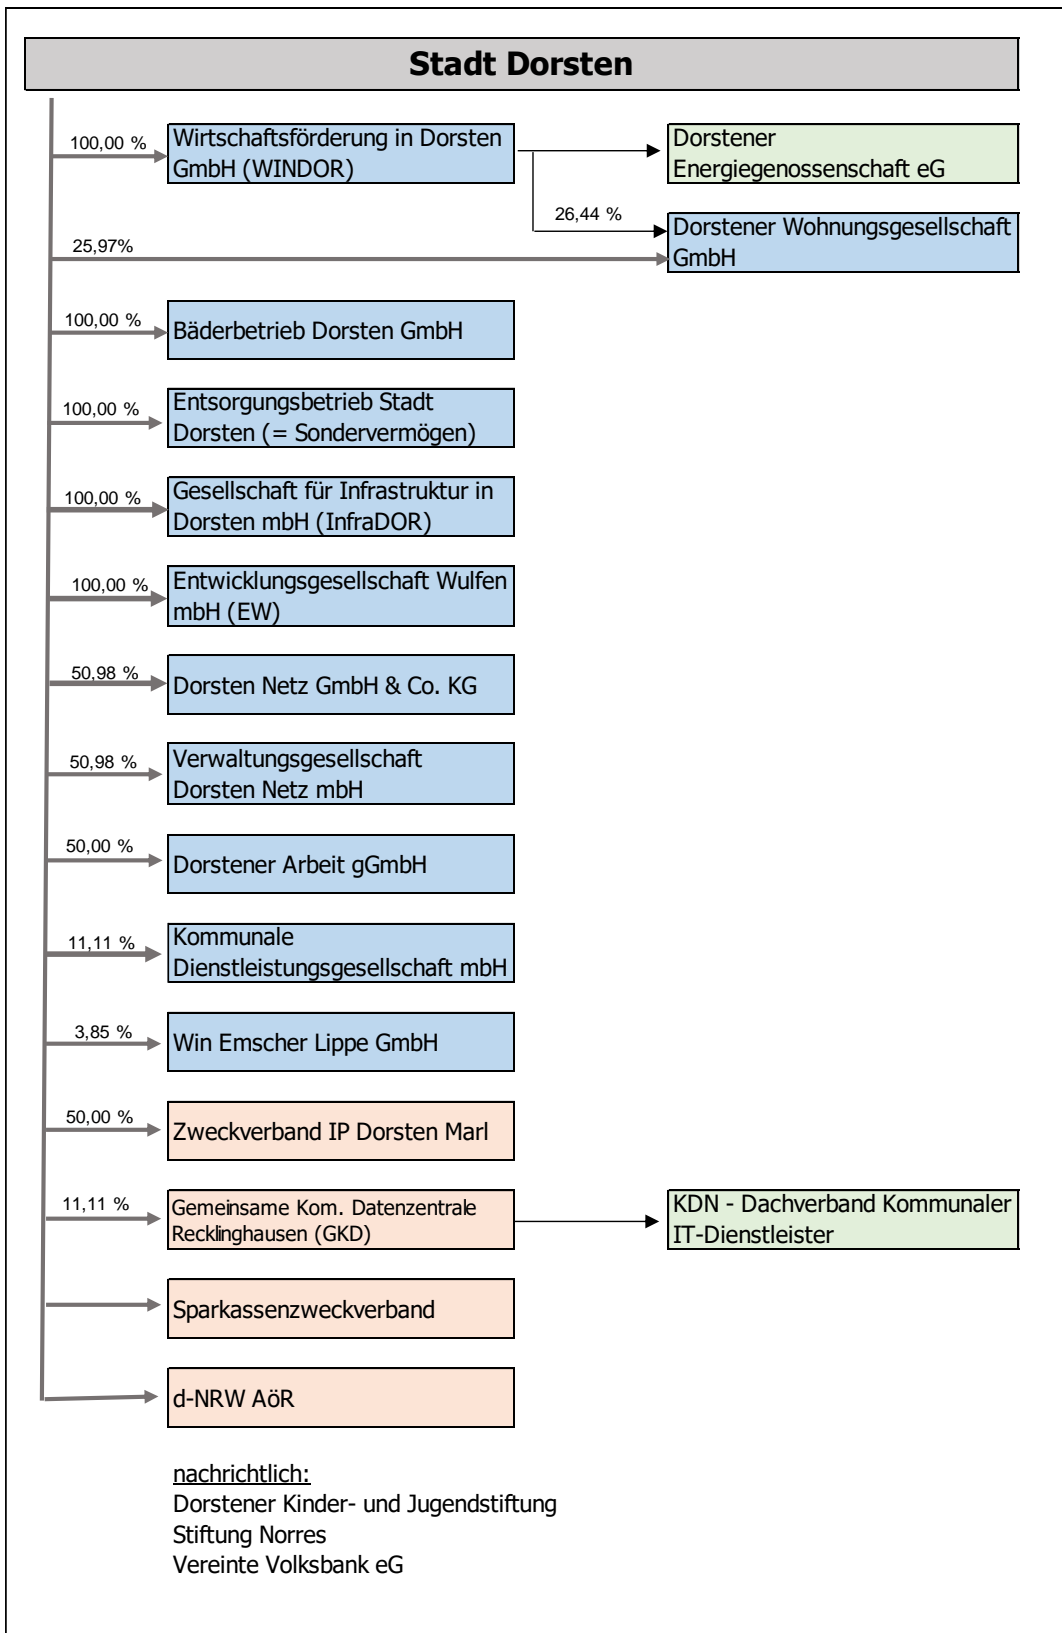 Stadt Dorsten
100,00 %
Wirtschaftsförderung in Dorsten
GmbH (WINDOR)
Dorstener
Energiegenossenschaft eG
26,44 %
Dorstener Wohnungsgesellschaft
GmbH
25,97%
100,00 %
Bäderbetrieb Dorsten GmbH
100,00 %
Entsorgungsbetrieb Stadt
Dorsten (= Sondervermögen)
100,00 %
Gesellschaft für Infrastruktur in
Dorsten mbH (InfraDOR)
100,00 %
Entwicklungsgesellschaft Wulfen
mbH (EW)
50,98 %
Dorsten Netz GmbH & Co. KG
50,98 %
Verwaltungsgesellschaft
Dorsten Netz mbH
50,00 %
Dorstener Arbeit gGmbH
11,11 %
Kommunale
Dienstleistungsgesellschaft mbH
3,85 %
Win Emscher Lippe GmbH
50,00 %
Zweckverband IP Dorsten Marl
11,11 %
Gemeinsame Kom. Datenzentrale
Recklinghausen (GKD)
KDN - Dachverband Kommunaler
IT-Dienstleister
Sparkassenzweckverband
d-NRW AöR
nachrichtlich:
Dorstener Kinder- und Jugendstiftung
Stiftung Norres
Vereinte Volksbank eG